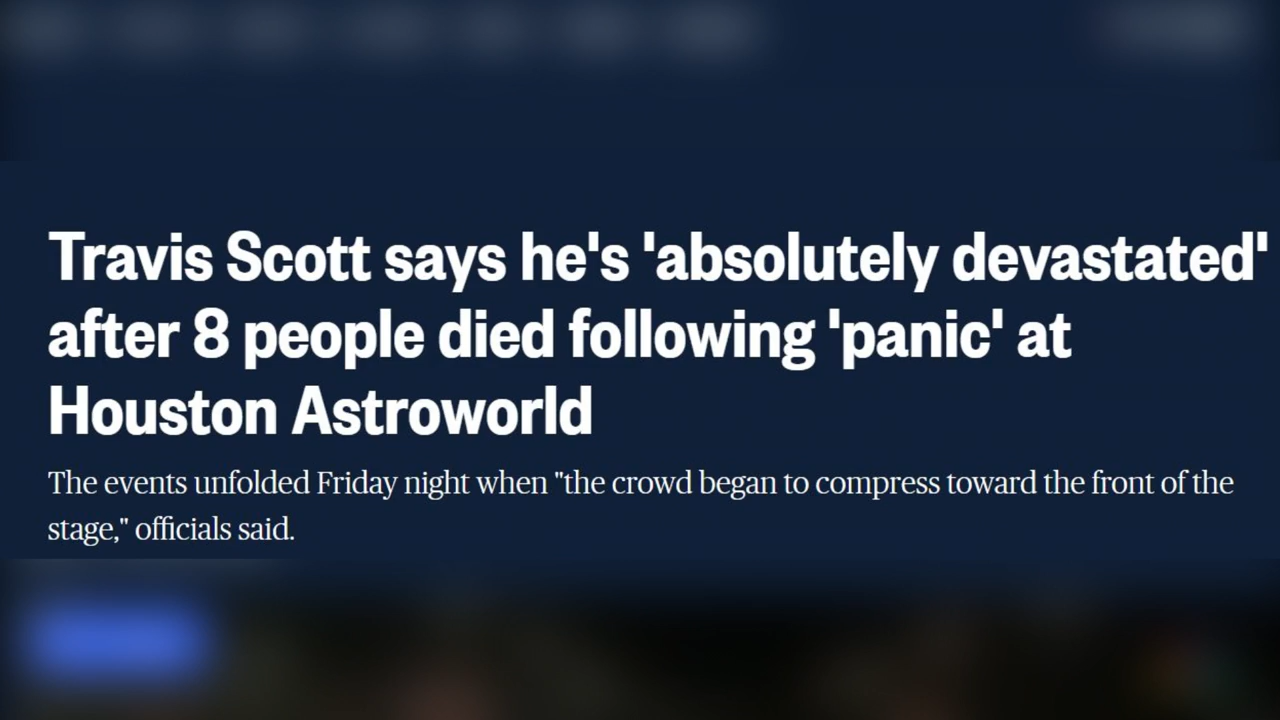 Travis Scott says he's 'absolutely devastated'
after 8 people died following 'panic' at
Houston Astroworld
The events unfolded Friday night when "the crowd began to compress toward the front of the
stage," officials said.